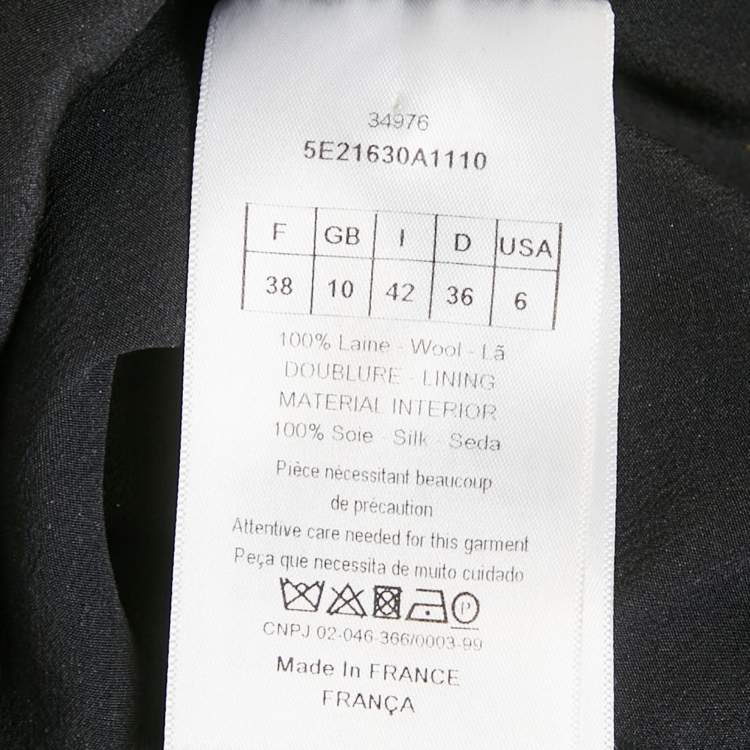 34976
5E21630A1110
F GB I D USA
38 10 42 36 6
100% Laine - Wool - Lã
DOUBLURE - LINING
MATERIAL INTERIOR
100% Soie - Silk - Seda
Pièce nécessitant beaucoup
de précaution
Attentive care needed for this garment
Peça que necessita de muito cuidado
P
CNPJ 02-046-366/0003-99
Made In FRANCE
FRANÇA